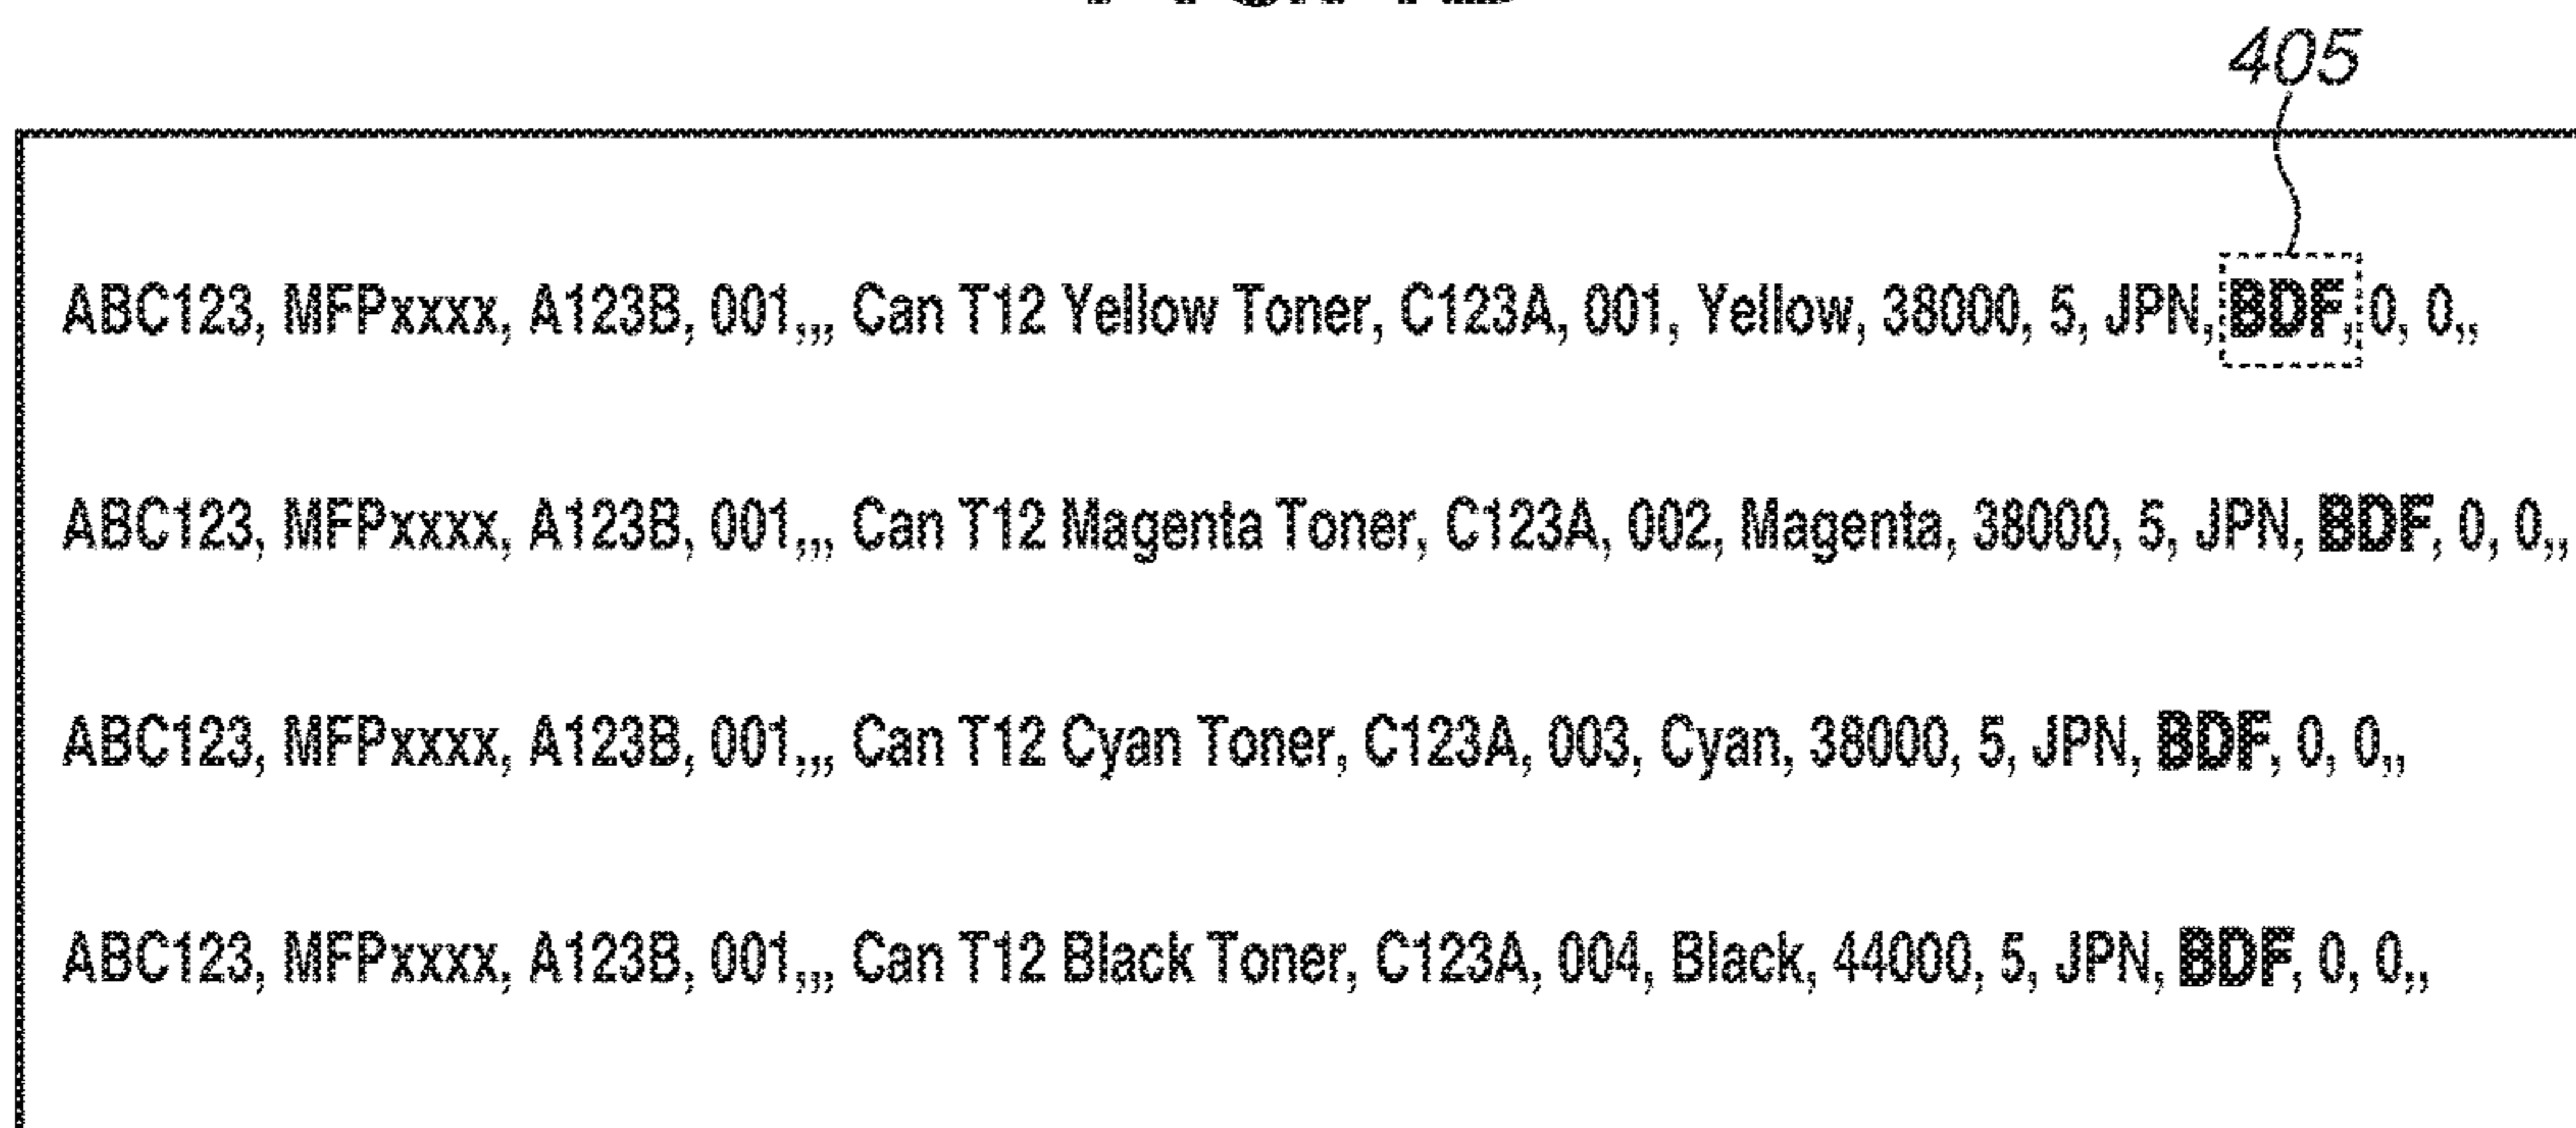 405
ABC123, MFPxxxx, A123B, 001,,, Can T12 Yellow Toner, C123A, 001, Yellow, 38000, 5, JPN, BDF, 0, 0,,
ABC123, MFPxxxx, A123B, 001,,, Can T12 Magenta Toner, C123A, 002, Magenta, 38000, 5, JPN, BDF, 0, 0,,
ABC123, MFPxxxx, A123B, 001,,, Can T12 Cyan Toner, C123A, 003, Cyan, 38000, 5, JPN, BDF, 0, 0,,
ABC123, MFPxxxx, A123B, 001,,, Can T12 Black Toner, C123A, 004, Black, 44000, 5, JPN, BDF, 0, 0,,